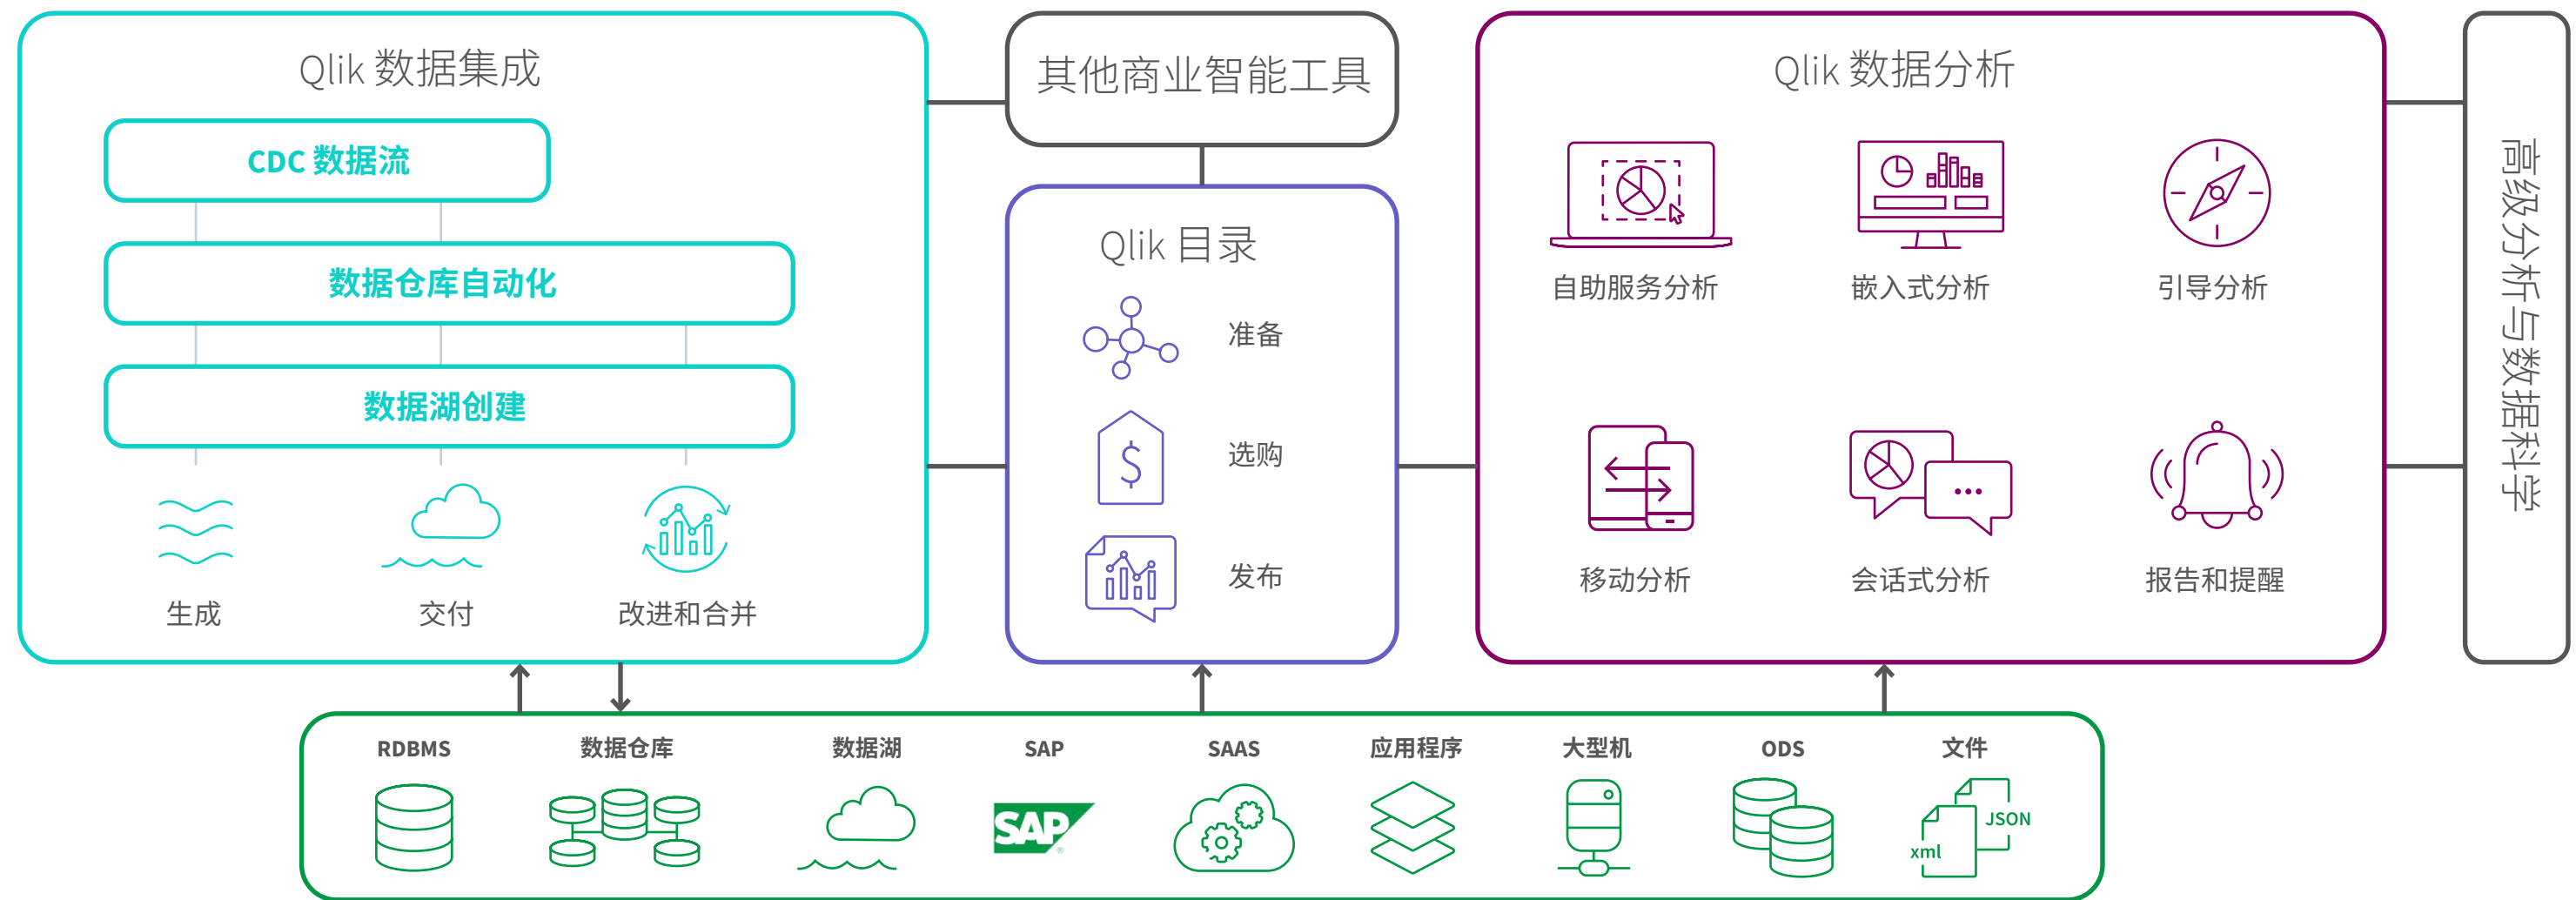 Qlik 数据集成
CDC 数据流
数据仓库自动化
数据湖创建
生成
交付
改进和合并
其他商业智能工具
Qlik 目录
准备
选购
发布
Qlik 数据分析
自助服务分析
嵌入式分析
引导分析
移动分析
会话式分析
报告和提醒
高级分析与数据科学
RDBMS
数据仓库
数据湖
SAP
SAAS
应用程序
大型机
ODS
文件
SAP
JSON
xml